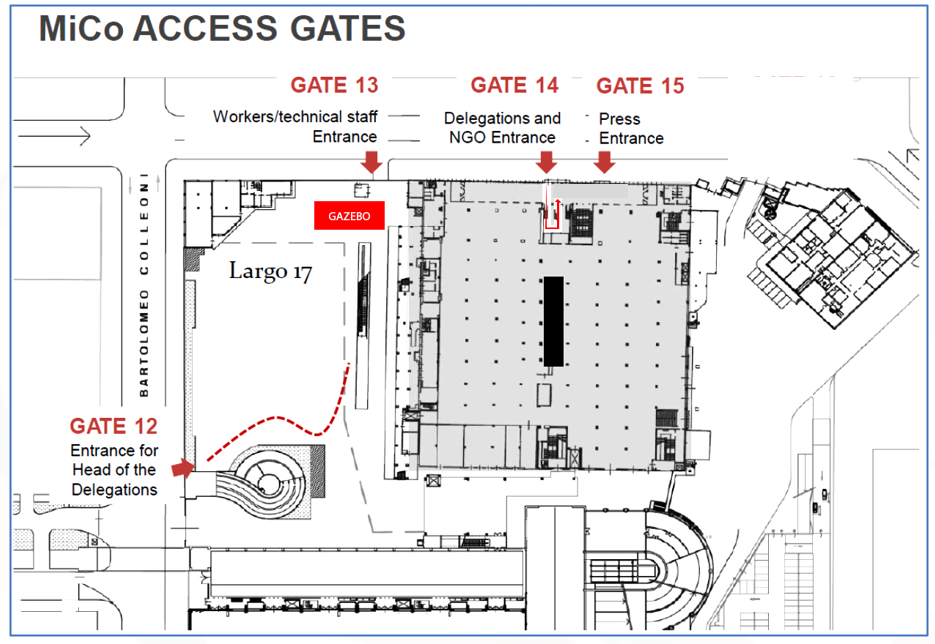 MiCo ACCESS GATES
GATE 13
Workers/technical staff
Entrance
GATE 14
Delegations and
NGO Entrance
GATE 15
Press
Entrance
GAZEBO
Largo 17
BARTOLOMEO COLLEONI
GATE 12
Entrance for
Head of the
Delegations